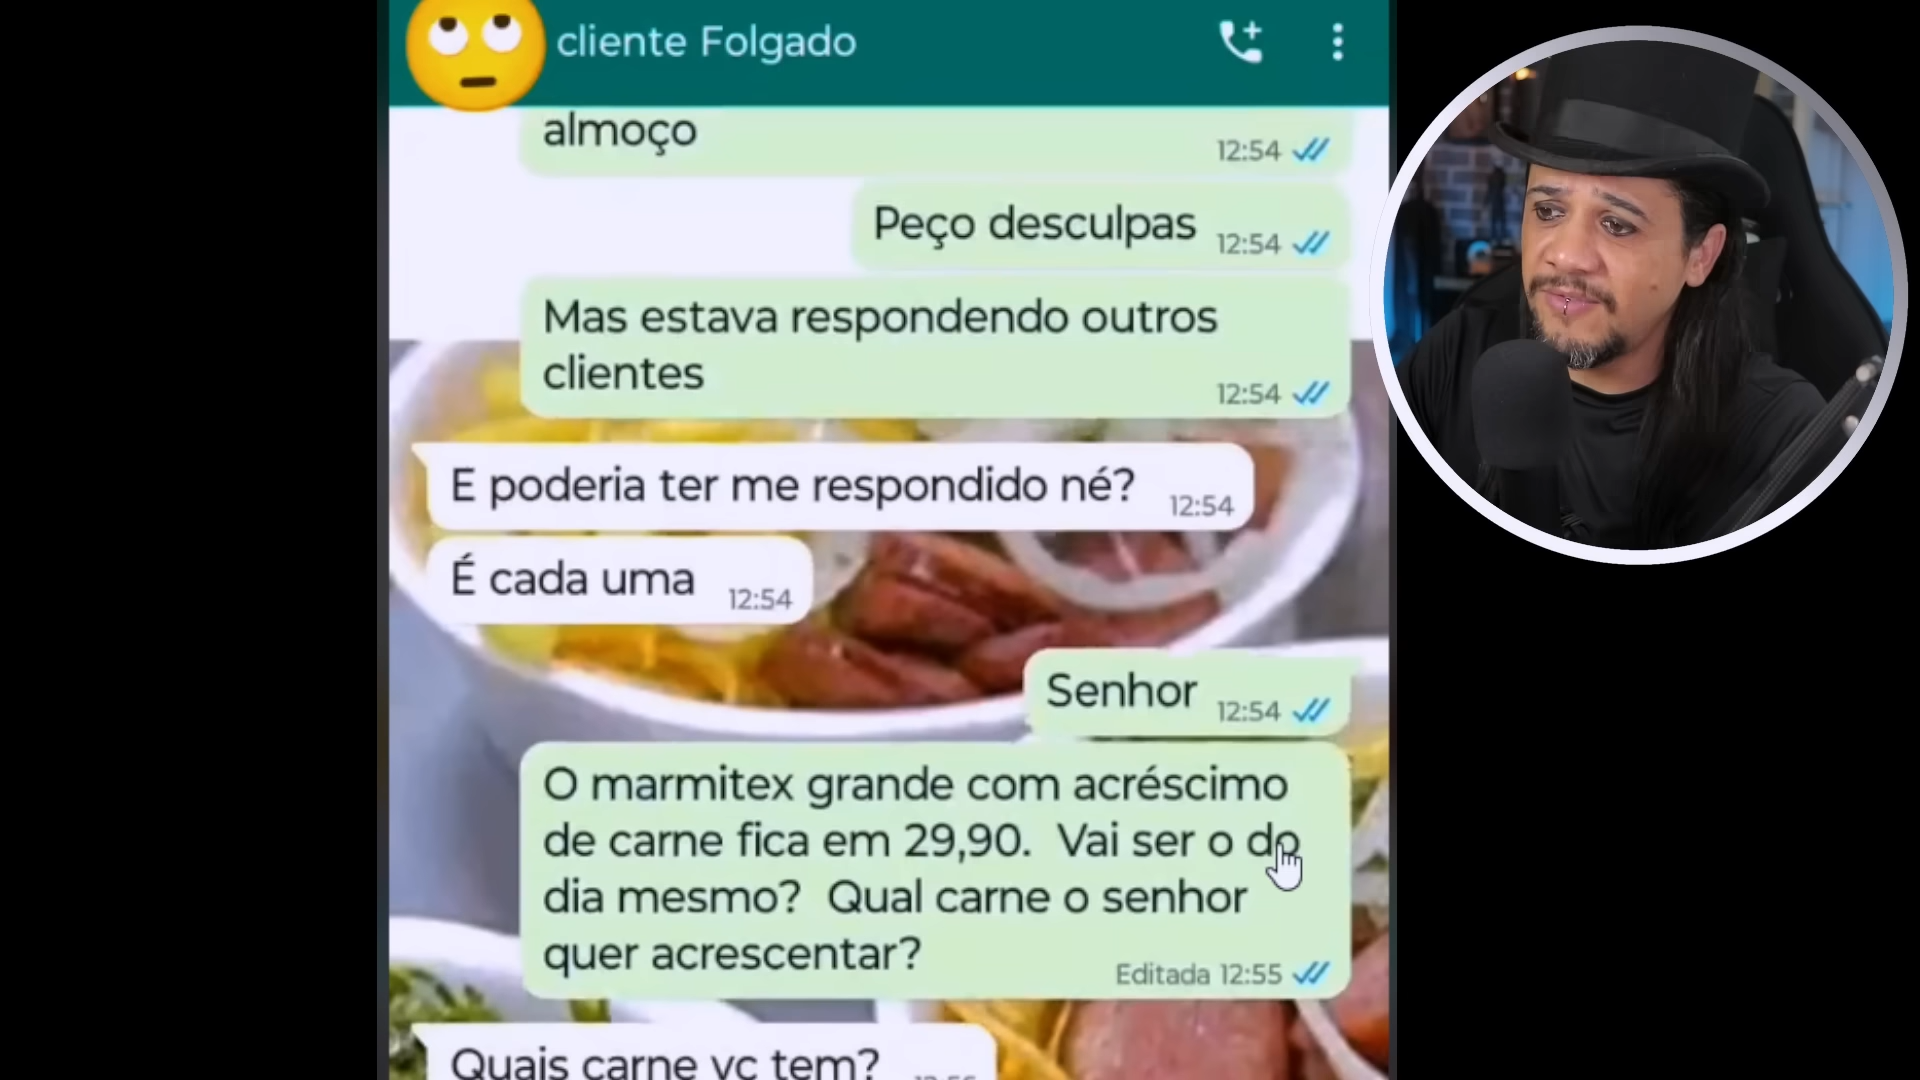 cliente Folgado
almoço
12:54
Peço desculpas 12:54
Mas estava respondendo outros
clientes
12:54
E poderia ter me respondido né? 12:54
É cada uma 12:54
Senhor 12:54
O marmitex grande com acréscimo
de carne fica em 29,90. Vai ser o do
dia mesmo? Qual carne o senhor
quer acrescentar?
Editada 12:55
Quais carne vc tem?